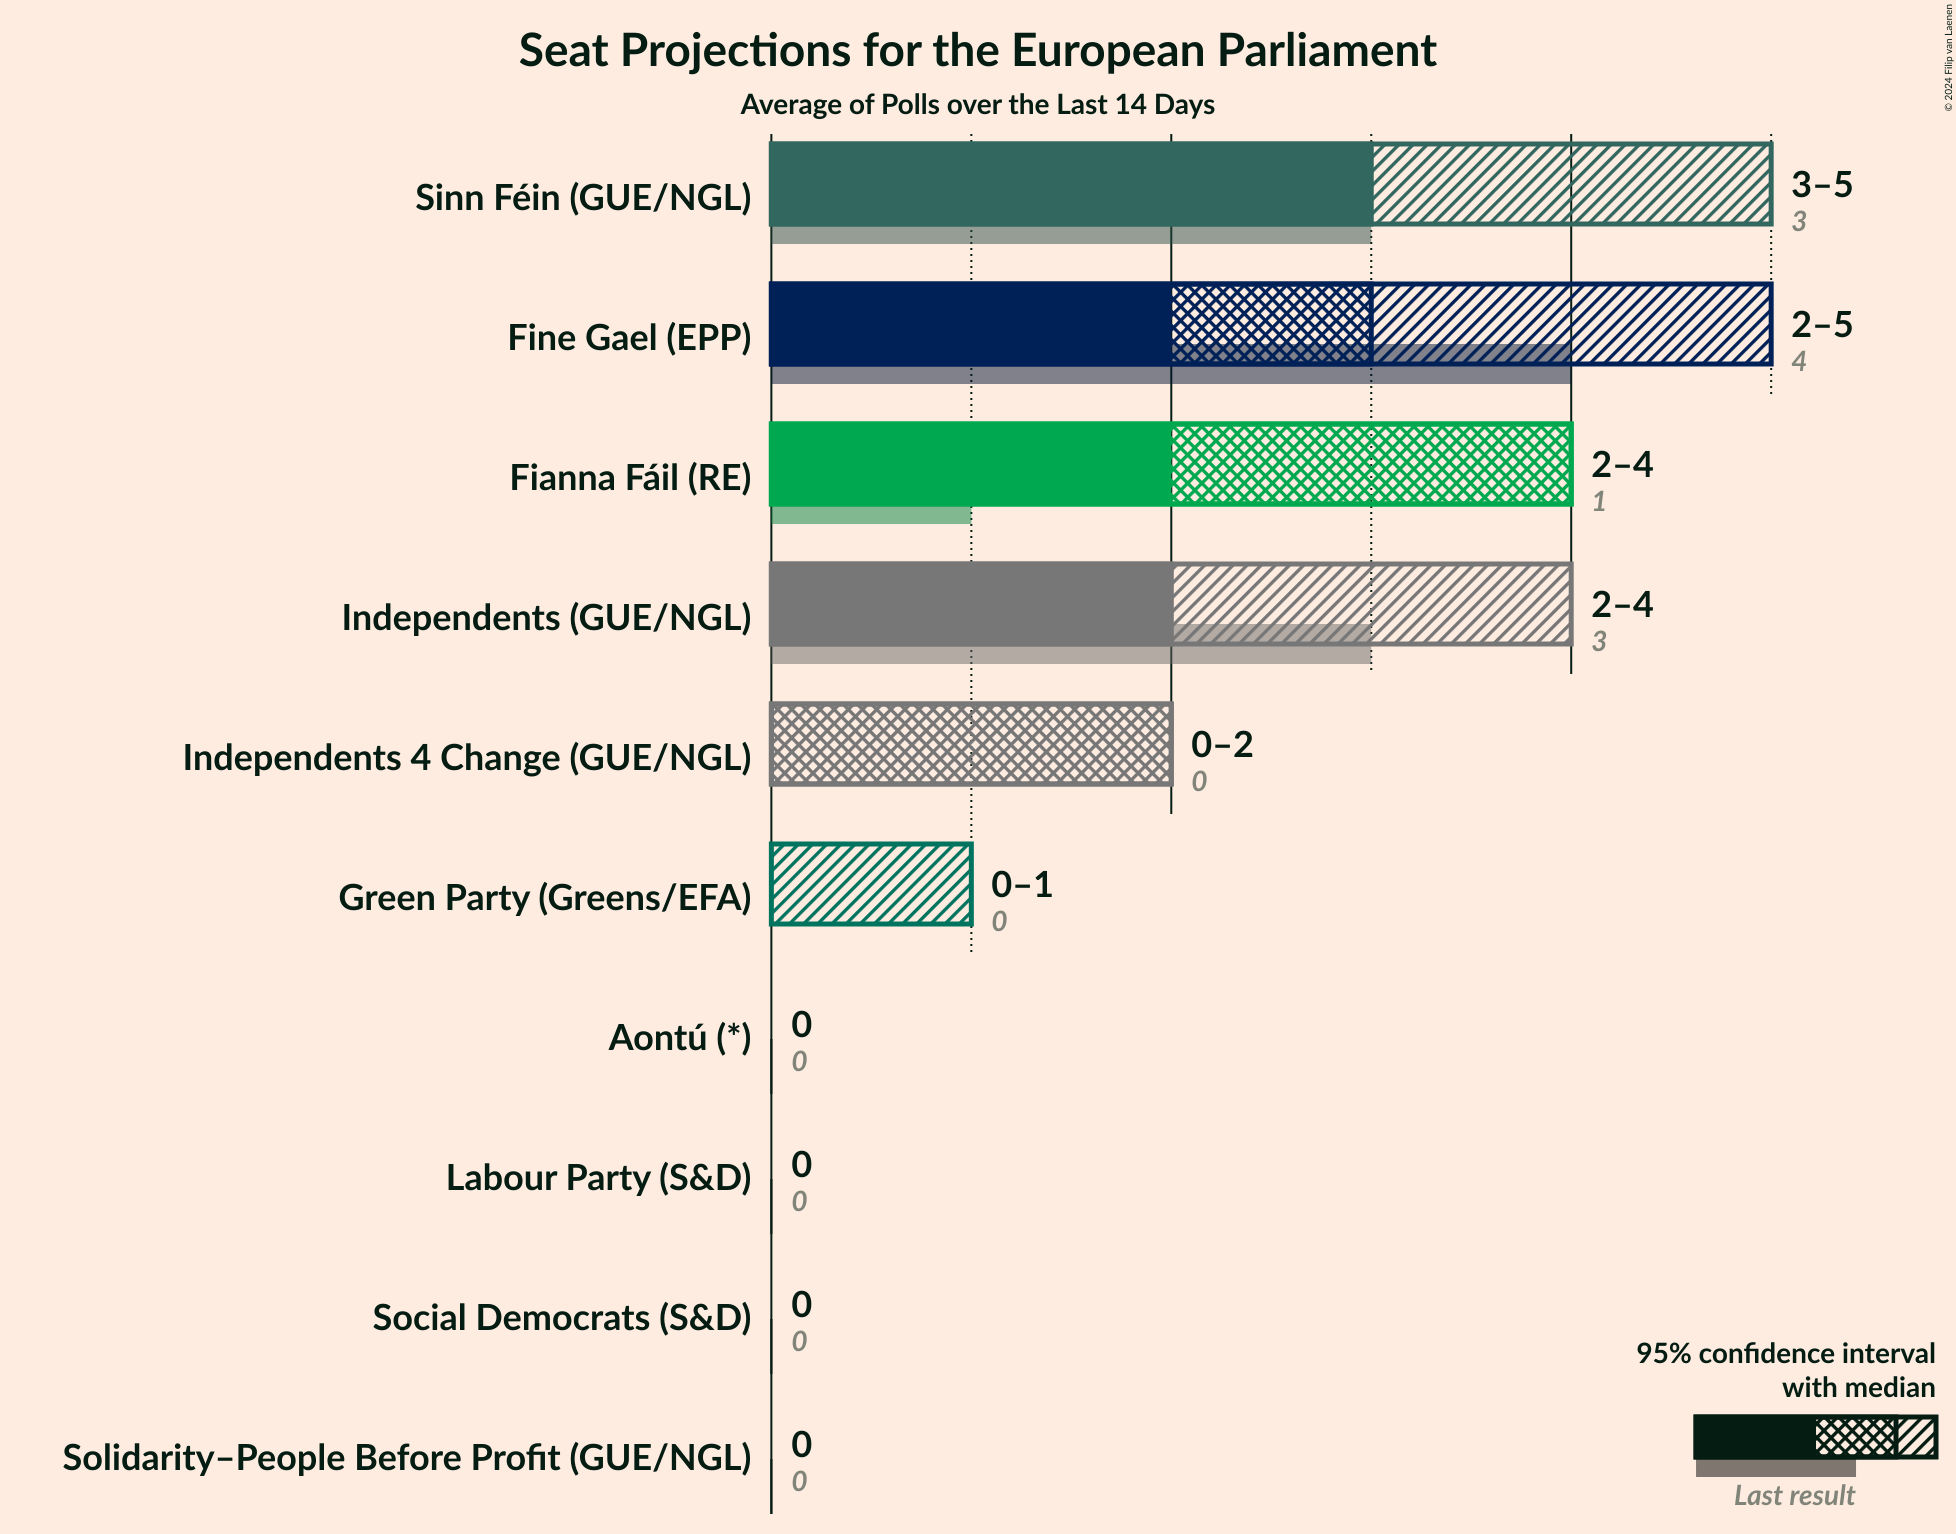 Seat Projections for the European Parliament
Average of Polls over the Last 14 Days
© 2024 Filip van Laenen
Sinn Féin (GUE/NGL)
3–5
3
Fine Gael (EPP)
2–5
4
Fianna Fáil (RE)
2–4
1
Independents (GUE/NGL)
2–4
3
Independents 4 Change (GUE/NGL)
0–2
0
Green Party (Greens/EFA)
0–1
0
Aontú (*)
0
0
Labour Party (S&D)
0
0
Social Democrats (S&D)
0
0
Solidarity–People Before Profit (GUE/NGL)
0
0
95% confidence interval
with median
Last result